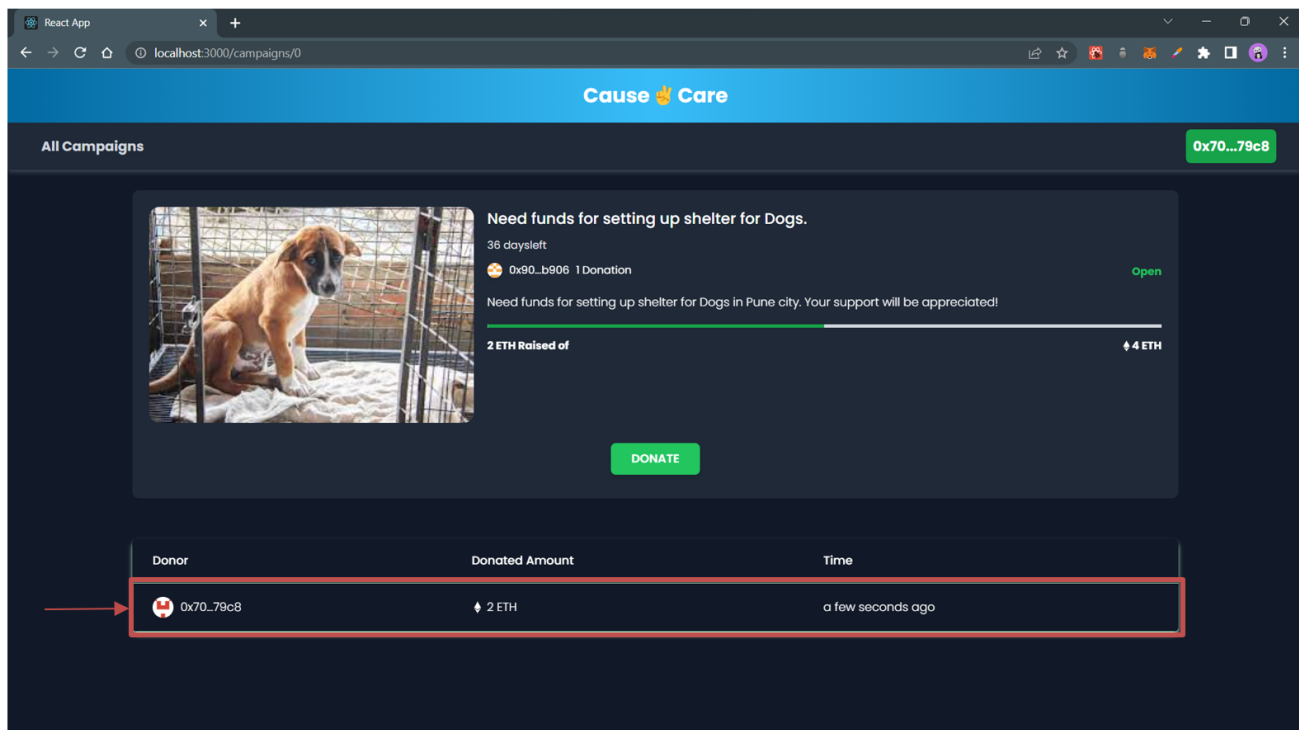 React App
localhost:3000/campaigns/0
Cause ✌ Care
All Campaigns
0x70...79c8
Need funds for setting up shelter for Dogs.
36 daysleft
0x90...b906 1 Donation
Open
Need funds for setting up shelter for Dogs in Pune city. Your support will be appreciated!
2 ETH Raised of
4 ETH
DONATE
Donor Donated Amount Time
0x70...79c8 2 ETH a few seconds ago